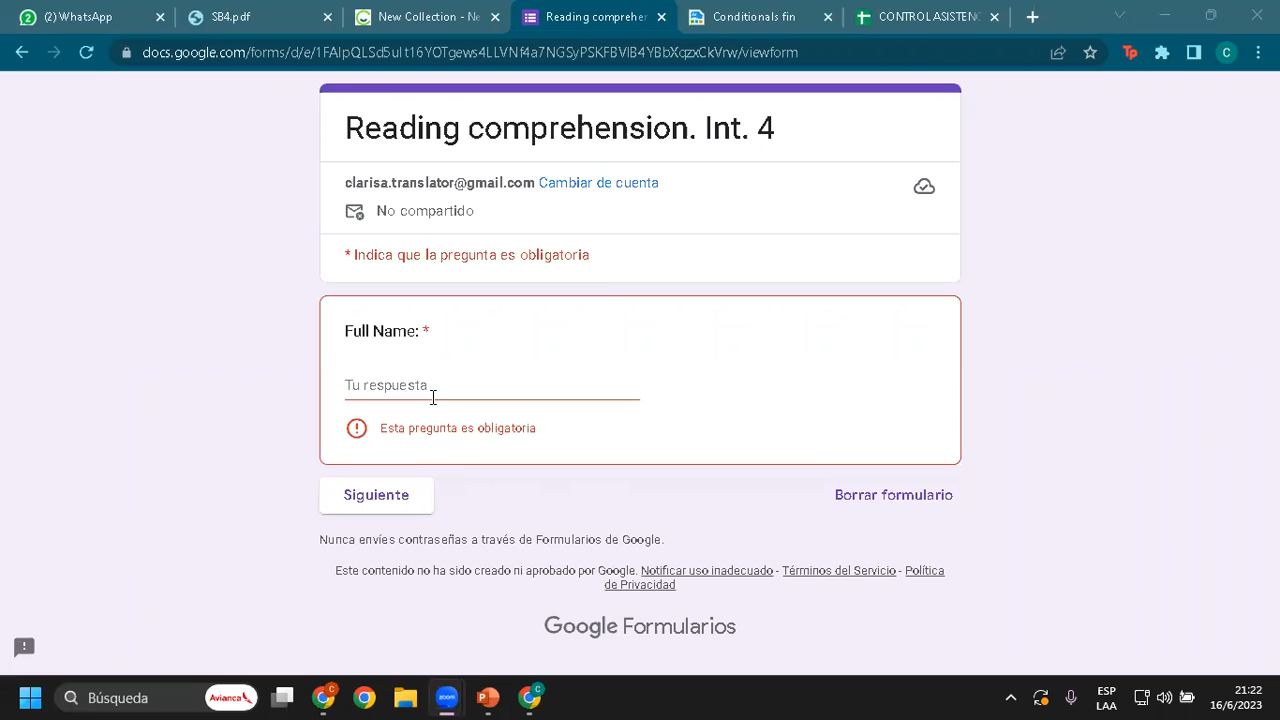 (2) WhatsApp
SB4.pdf
New Collection - Ne
Reading compreher
Conditionals fin
CONTROL ASISTENC
docs.google.com/forms/d/e/1FAIpQLSd5uIt16YOTgews4LLVNf4a7NGSyPSKFBVIB4YBbXqzxCkVrw/viewform
Tp
C
Reading comprehension. Int. 4
clarisa.translator@gmail.com Cambiar de cuenta
No compartido
* Indica que la pregunta es obligatoria
Full Name: *
Tu respuesta
Esta pregunta es obligatoria
Siguiente
Borrar formulario
Nunca envíes contraseñas a través de Formularios de Google.
Este contenido no ha sido creado ni aprobado por Google. Notificar uso inadecuado - Términos del Servicio - Política
de Privacidad
Google Formularios
Búsqueda
Avianca
zoom
ESP
LAA
21:22
16/6/2023